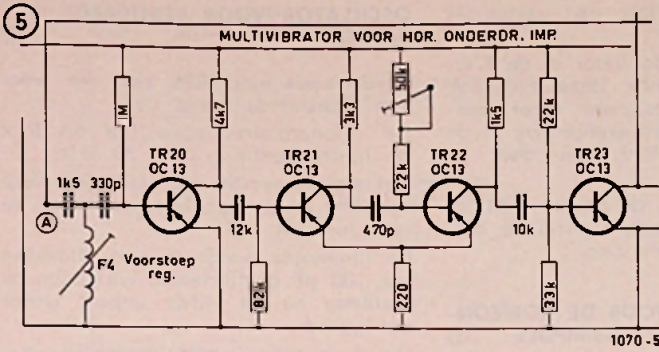 5
MULTIVIBRATOR VOOR HOR. ONDERDR. IMP.
1M
4k7
3k3
50k
1k5
22k
TR20
OC13
TR21
OC13
TR22
OC13
TR23
OC13
1k5
330p
22k
A
12k
470p
10k
F4
Voorstoep
reg.
82k
220
33k
1070-5